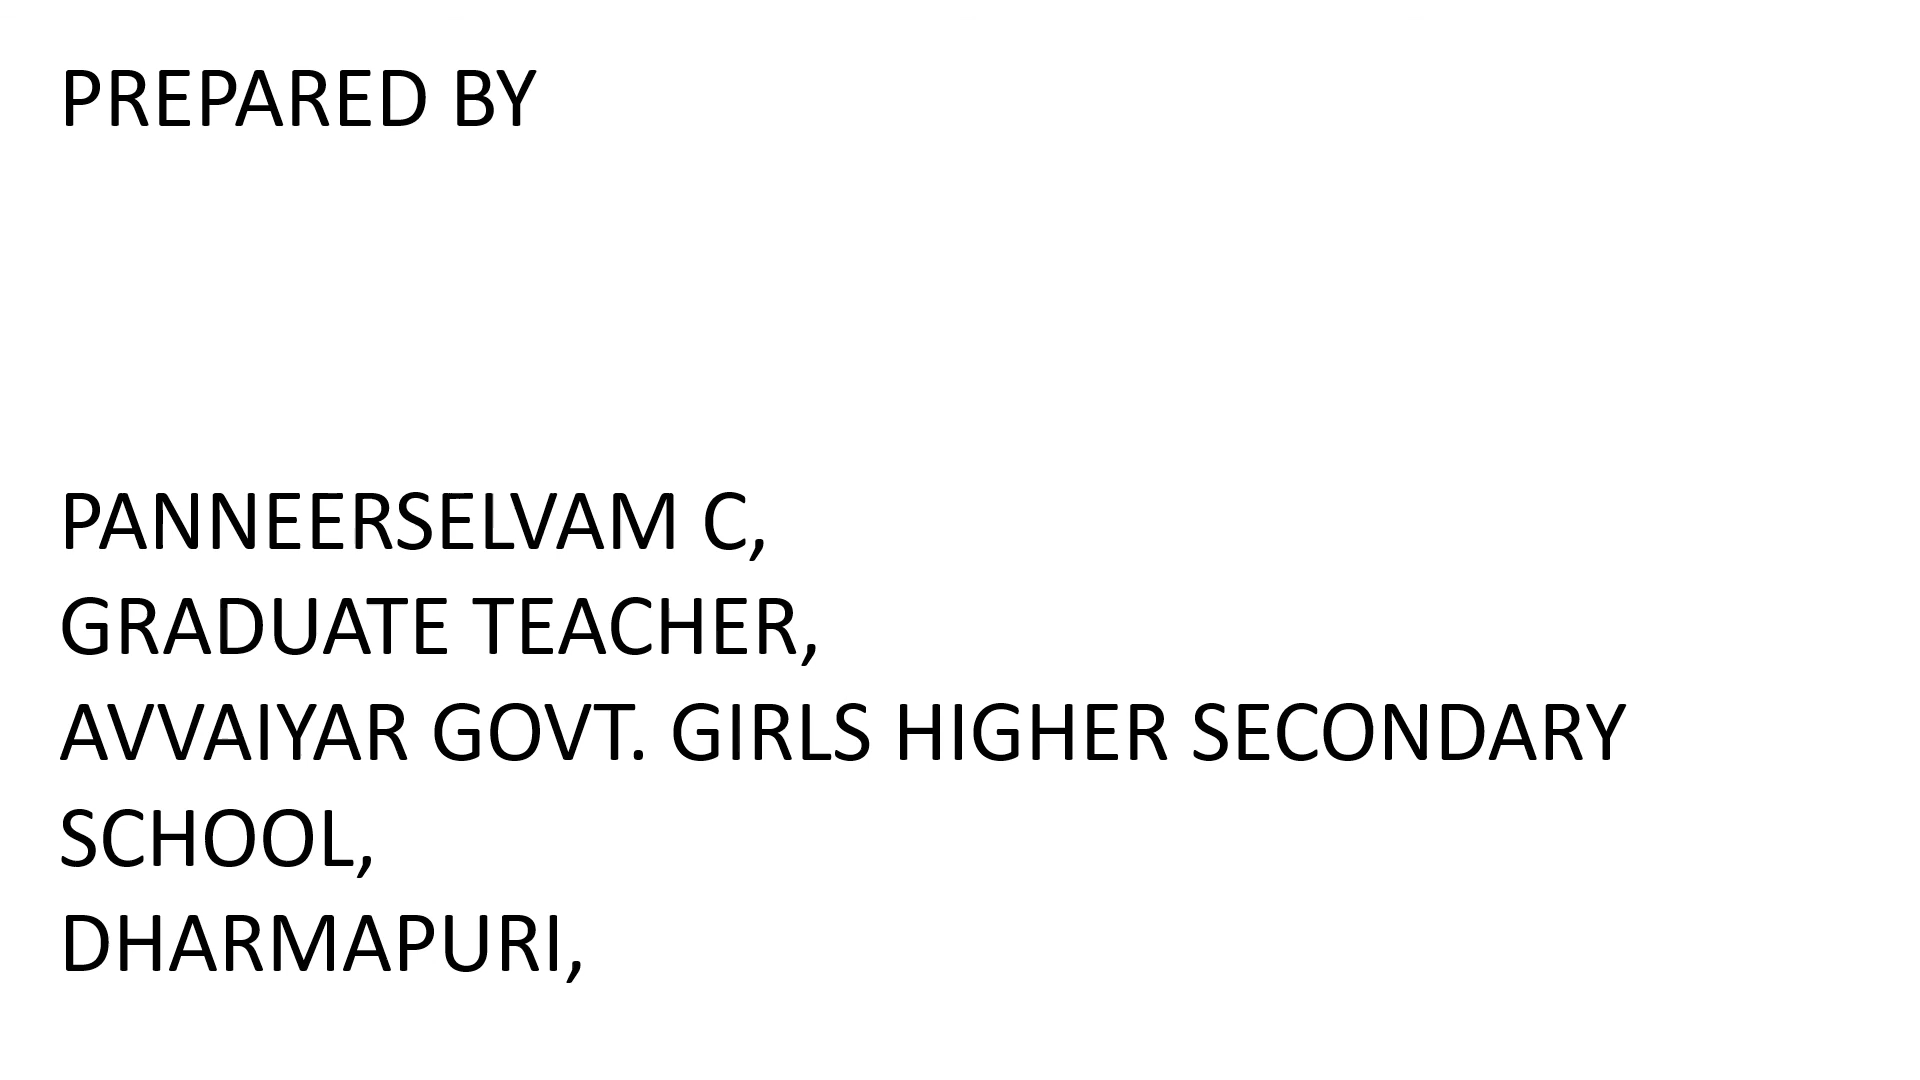 PREPARED BY
PANNEERSELVAM C,
GRADUATE TEACHER,
AVVAIYAR GOVT. GIRLS HIGHER SECONDARY
SCHOOL,
DHARMAPURI,